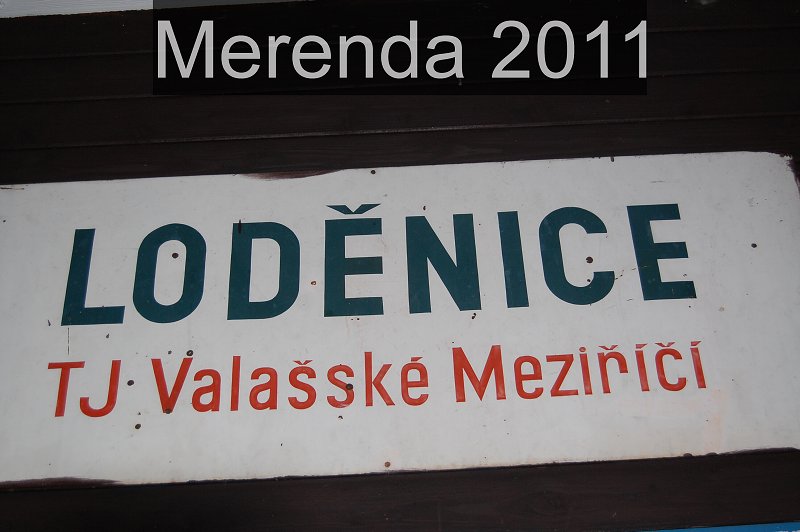 Merenda 2011
LODĚNICE
TJ Valašské Meziříčí